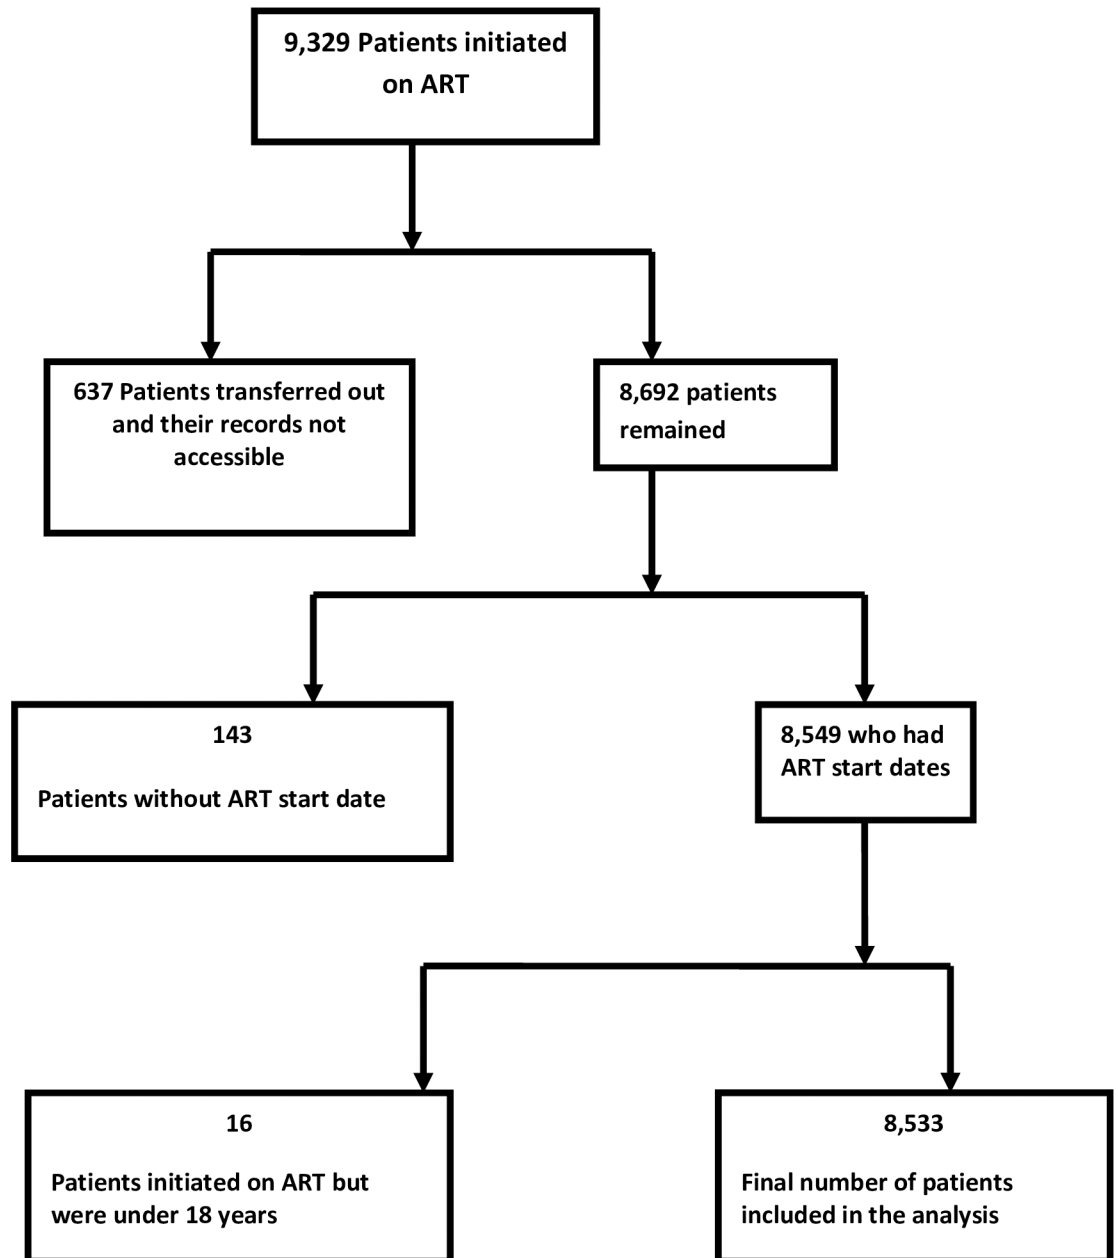 9,329 Patients initiated
on ART
637 Patients transferred out
and their records not
accessible
8,692 patients
remained
143
Patients without ART start date
8,549 who had
ART start dates
16
Patients initiated on ART but
were under 18 years
8,533
Final number of patients
included in the analysis